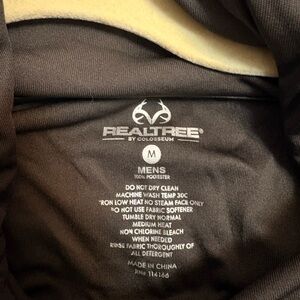 REALTREE®
BY COLOSSEUM
M
MENS
100% POLYESTER
DO NOT DRY CLEAN
MACHINE WASH TEMP 30C
IRON LOW HEAT NO STEAM FACE ONLY
DO NOT USE FABRIC SOFTENER
TUMBLE DRY NORMAL
MEDIUM HEAT
NON CHLORINE BLEACH
WHEN NEEDED
RINSE FABRIC THOROUGHLY OF
ALL DETERGENT
MADE IN CHINA
RN# 114166